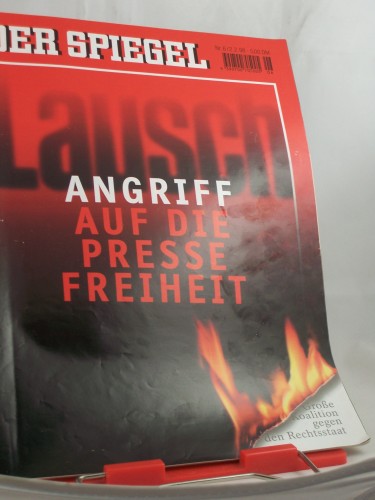 DER SPIEGEL
Lausch
ANGRIFF
AUF DIE
PRESSE
FREIHEIT
Große
Koalition
gegen
den Rechtsstaat